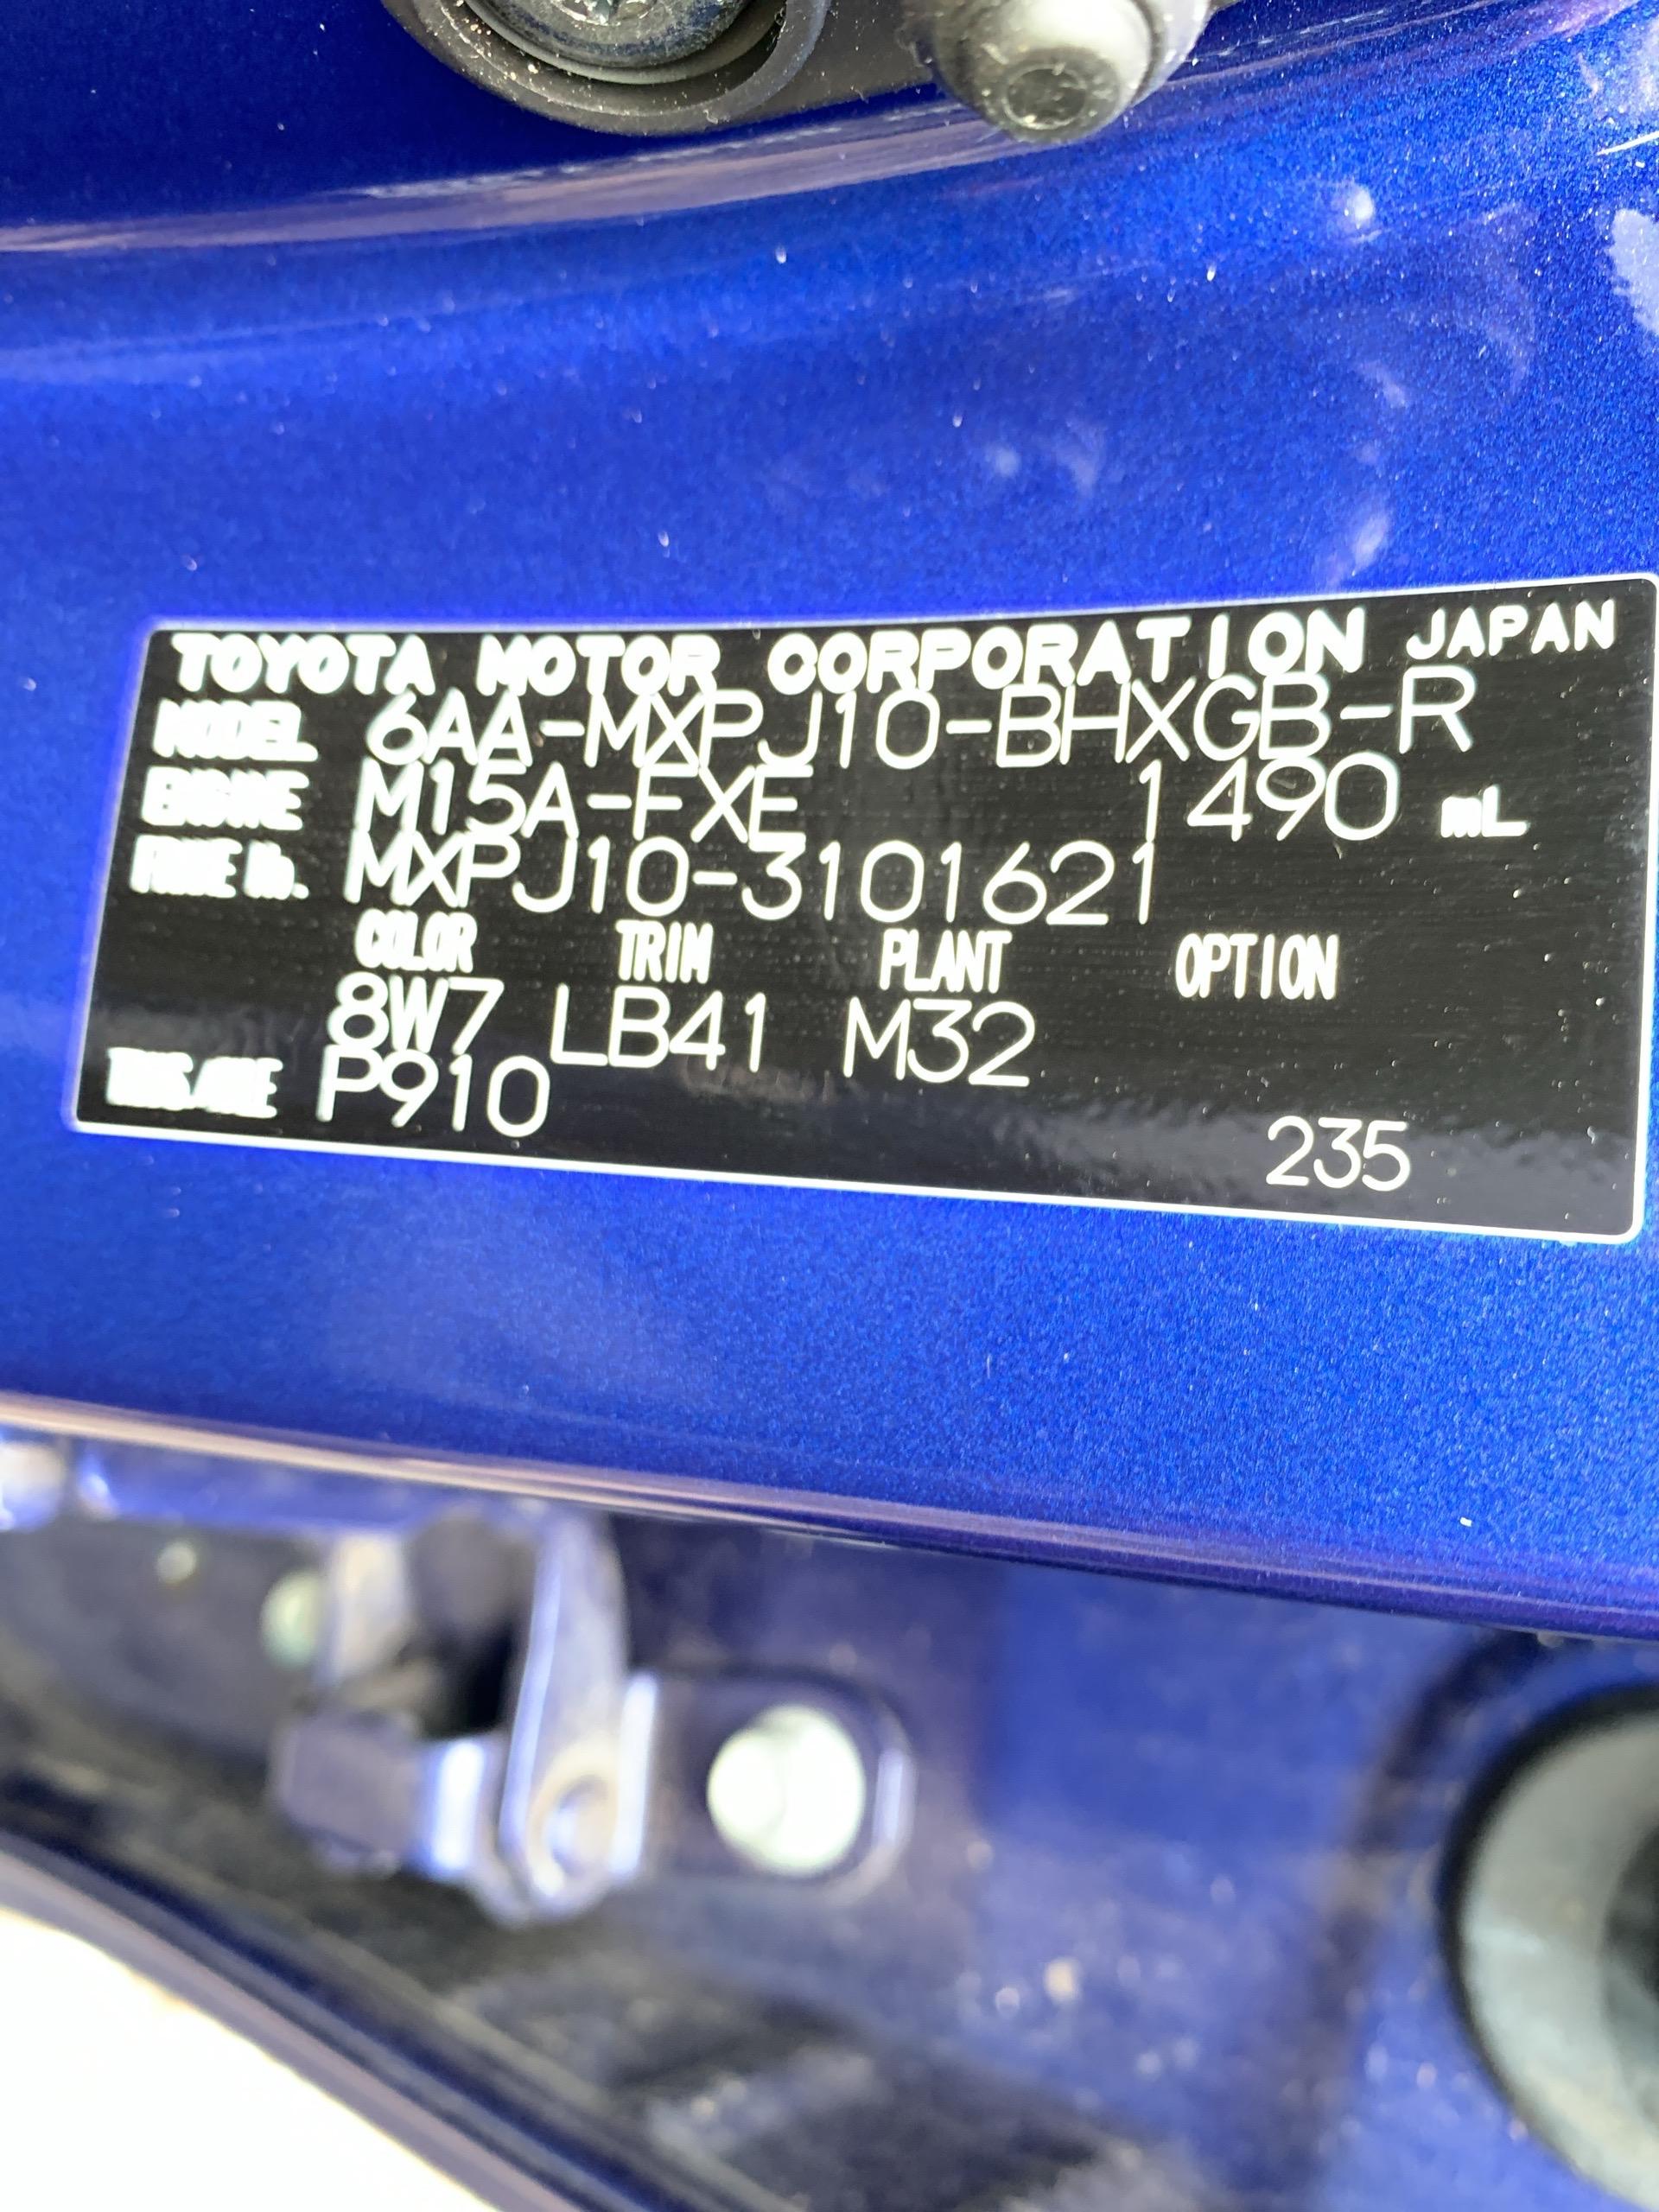 TOYOTA MOTOR CORPORATION JAPAN
MODEL 6AA-MXPJ10-BHXGB-R
ENGINE M15A-FXE 1490 mL
FRAME No. MXPJ10-3101621
COLOR TRIM PLANT OPTION
8W7 LB41 M32
TRANS/AXLE P910
235